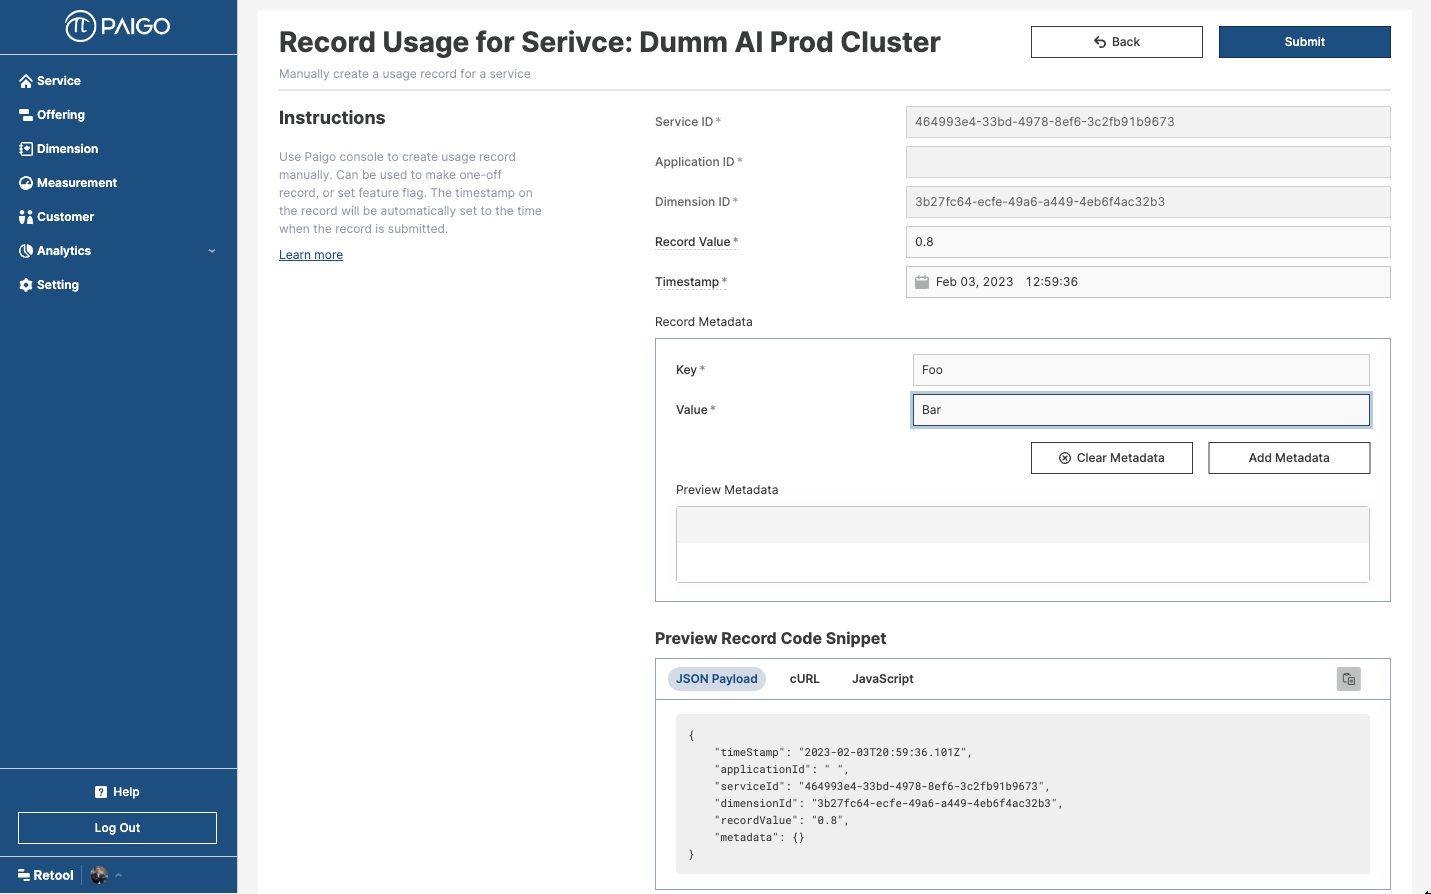 PAIGO
Service
Offering
Dimension
Measurement
Customer
Analytics
Setting
Help
Log Out
Retool
Record Usage for Serivce: Dumm AI Prod Cluster
Manually create a usage record for a service
Back
Submit
Instructions
Use Paigo console to create usage record
manually. Can be used to make one-off
record, or set feature flag. The timestamp on
the record will be automatically set to the time
when the record is submitted.
Learn more
Service ID * 464993e4-33bd-4978-8ef6-3c2fb91b9673
Application ID *
Dimension ID * 3b27fc64-ecfe-49a6-a449-4eb6f4ac32b3
Record Value * 0.8
Timestamp * Feb 03, 2023 12:59:36
Record Metadata
Key * Foo
Value * Bar
Clear Metadata Add Metadata
Preview Metadata
Preview Record Code Snippet
JSON Payload cURL JavaScript
{
"timeStamp": "2023-02-03T20:59:36.101Z",
"applicationId": " ",
"serviceId": "464993e4-33bd-4978-8ef6-3c2fb91b9673",
"dimensionId": "3b27fc64-ecfe-49a6-a449-4eb6f4ac32b3",
"recordValue": "0.8",
"metadata": {}
}